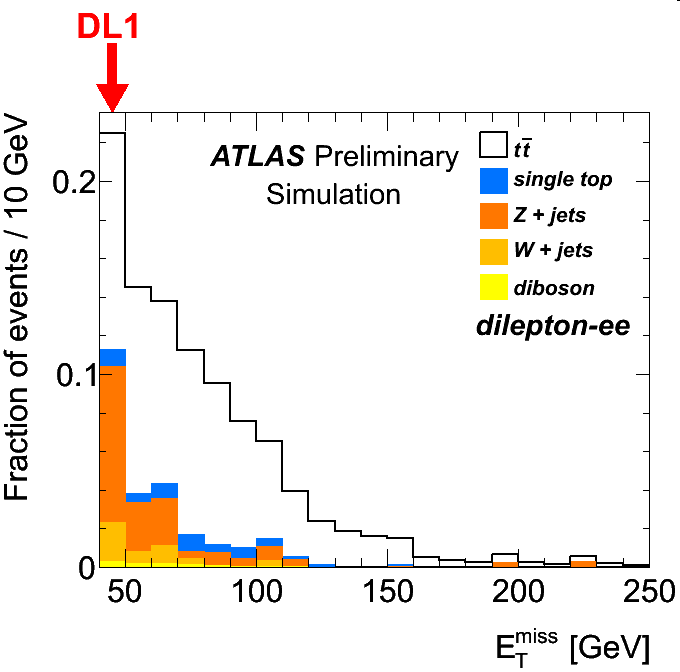 DL1
ATLAS Preliminary
Simulation
tt̄
single top
Z + jets
W + jets
diboson
dilepton-ee
Fraction of events / 10 GeV
0.2
0.1
0
50 100 150 200 250
E_T^miss [GeV]